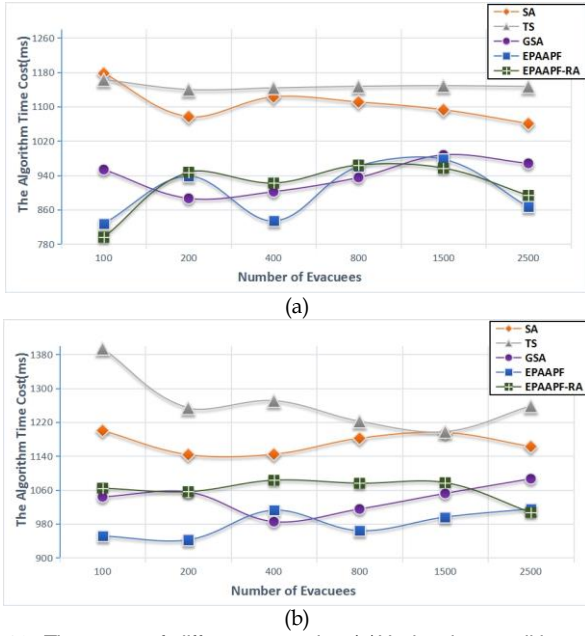 SA
TS
GSA
EPAAPF
EPAAPF-RA
The Algorithm Time Cost(ms)
1260
1180
1100
1020
940
860
780
100 200 400 800 1500 2500
Number of Evacuees
(a)
SA
TS
GSA
EPAAPF
EPAAPF-RA
The Algorithm Time Cost(ms)
1380
1300
1220
1140
1060
980
900
100 200 400 800 1500 2500
Number of Evacuees
(b)